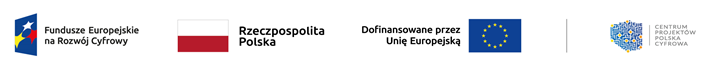 Fundusze Europejskie
na Rozwój Cyfrowy
Rzeczpospolita
Polska
Dofinansowane przez
Unię Europejską
CENTRUM
PROJEKTÓW
POLSKA
CYFROWA